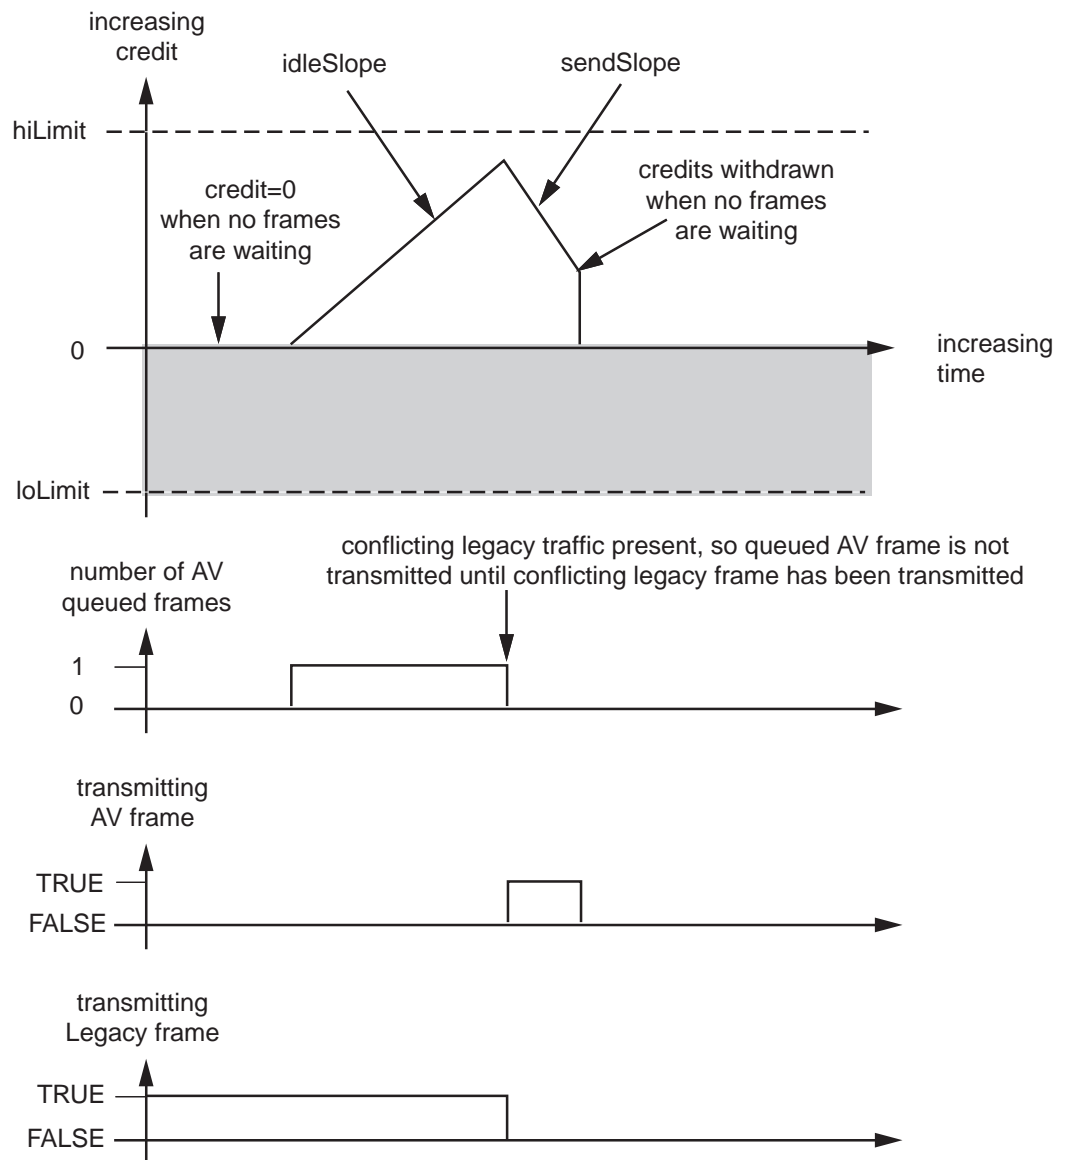 increasing
credit
idleSlope
sendSlope
hiLimit
credit=0
when no frames
are waiting
credits withdrawn
when no frames
are waiting
0
increasing
time
loLimit
conflicting legacy traffic present, so queued AV frame is not
transmitted until conflicting legacy frame has been transmitted
number of AV
queued frames
1
0
transmitting
AV frame
TRUE
FALSE
transmitting
Legacy frame
TRUE
FALSE